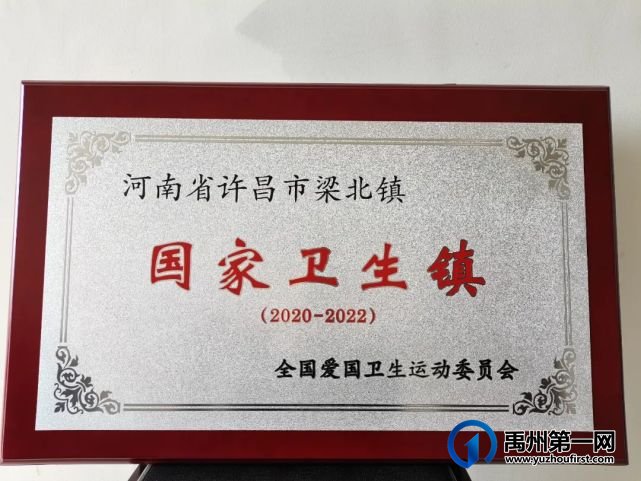 河南省许昌市梁北镇
国家卫生镇
(2020-2022)
全国爱国卫生运动委员会
禹州第一网
www.yuzhoufirst.com